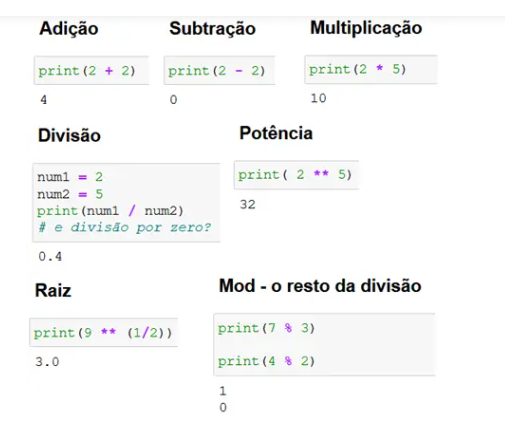 Adição
Subtração
Multiplicação
print(2 + 2)
print(2 - 2)
print(2 * 5)
4
0
10
Divisão
Potência
num1 = 2
num2 = 5
print(num1 / num2)
# e divisão por zero?
print( 2 ** 5)
32
0.4
Raiz
Mod - o resto da divisão
print(9 ** (1/2))
3.0
print(7 % 3)
print(4 % 2)
1
0